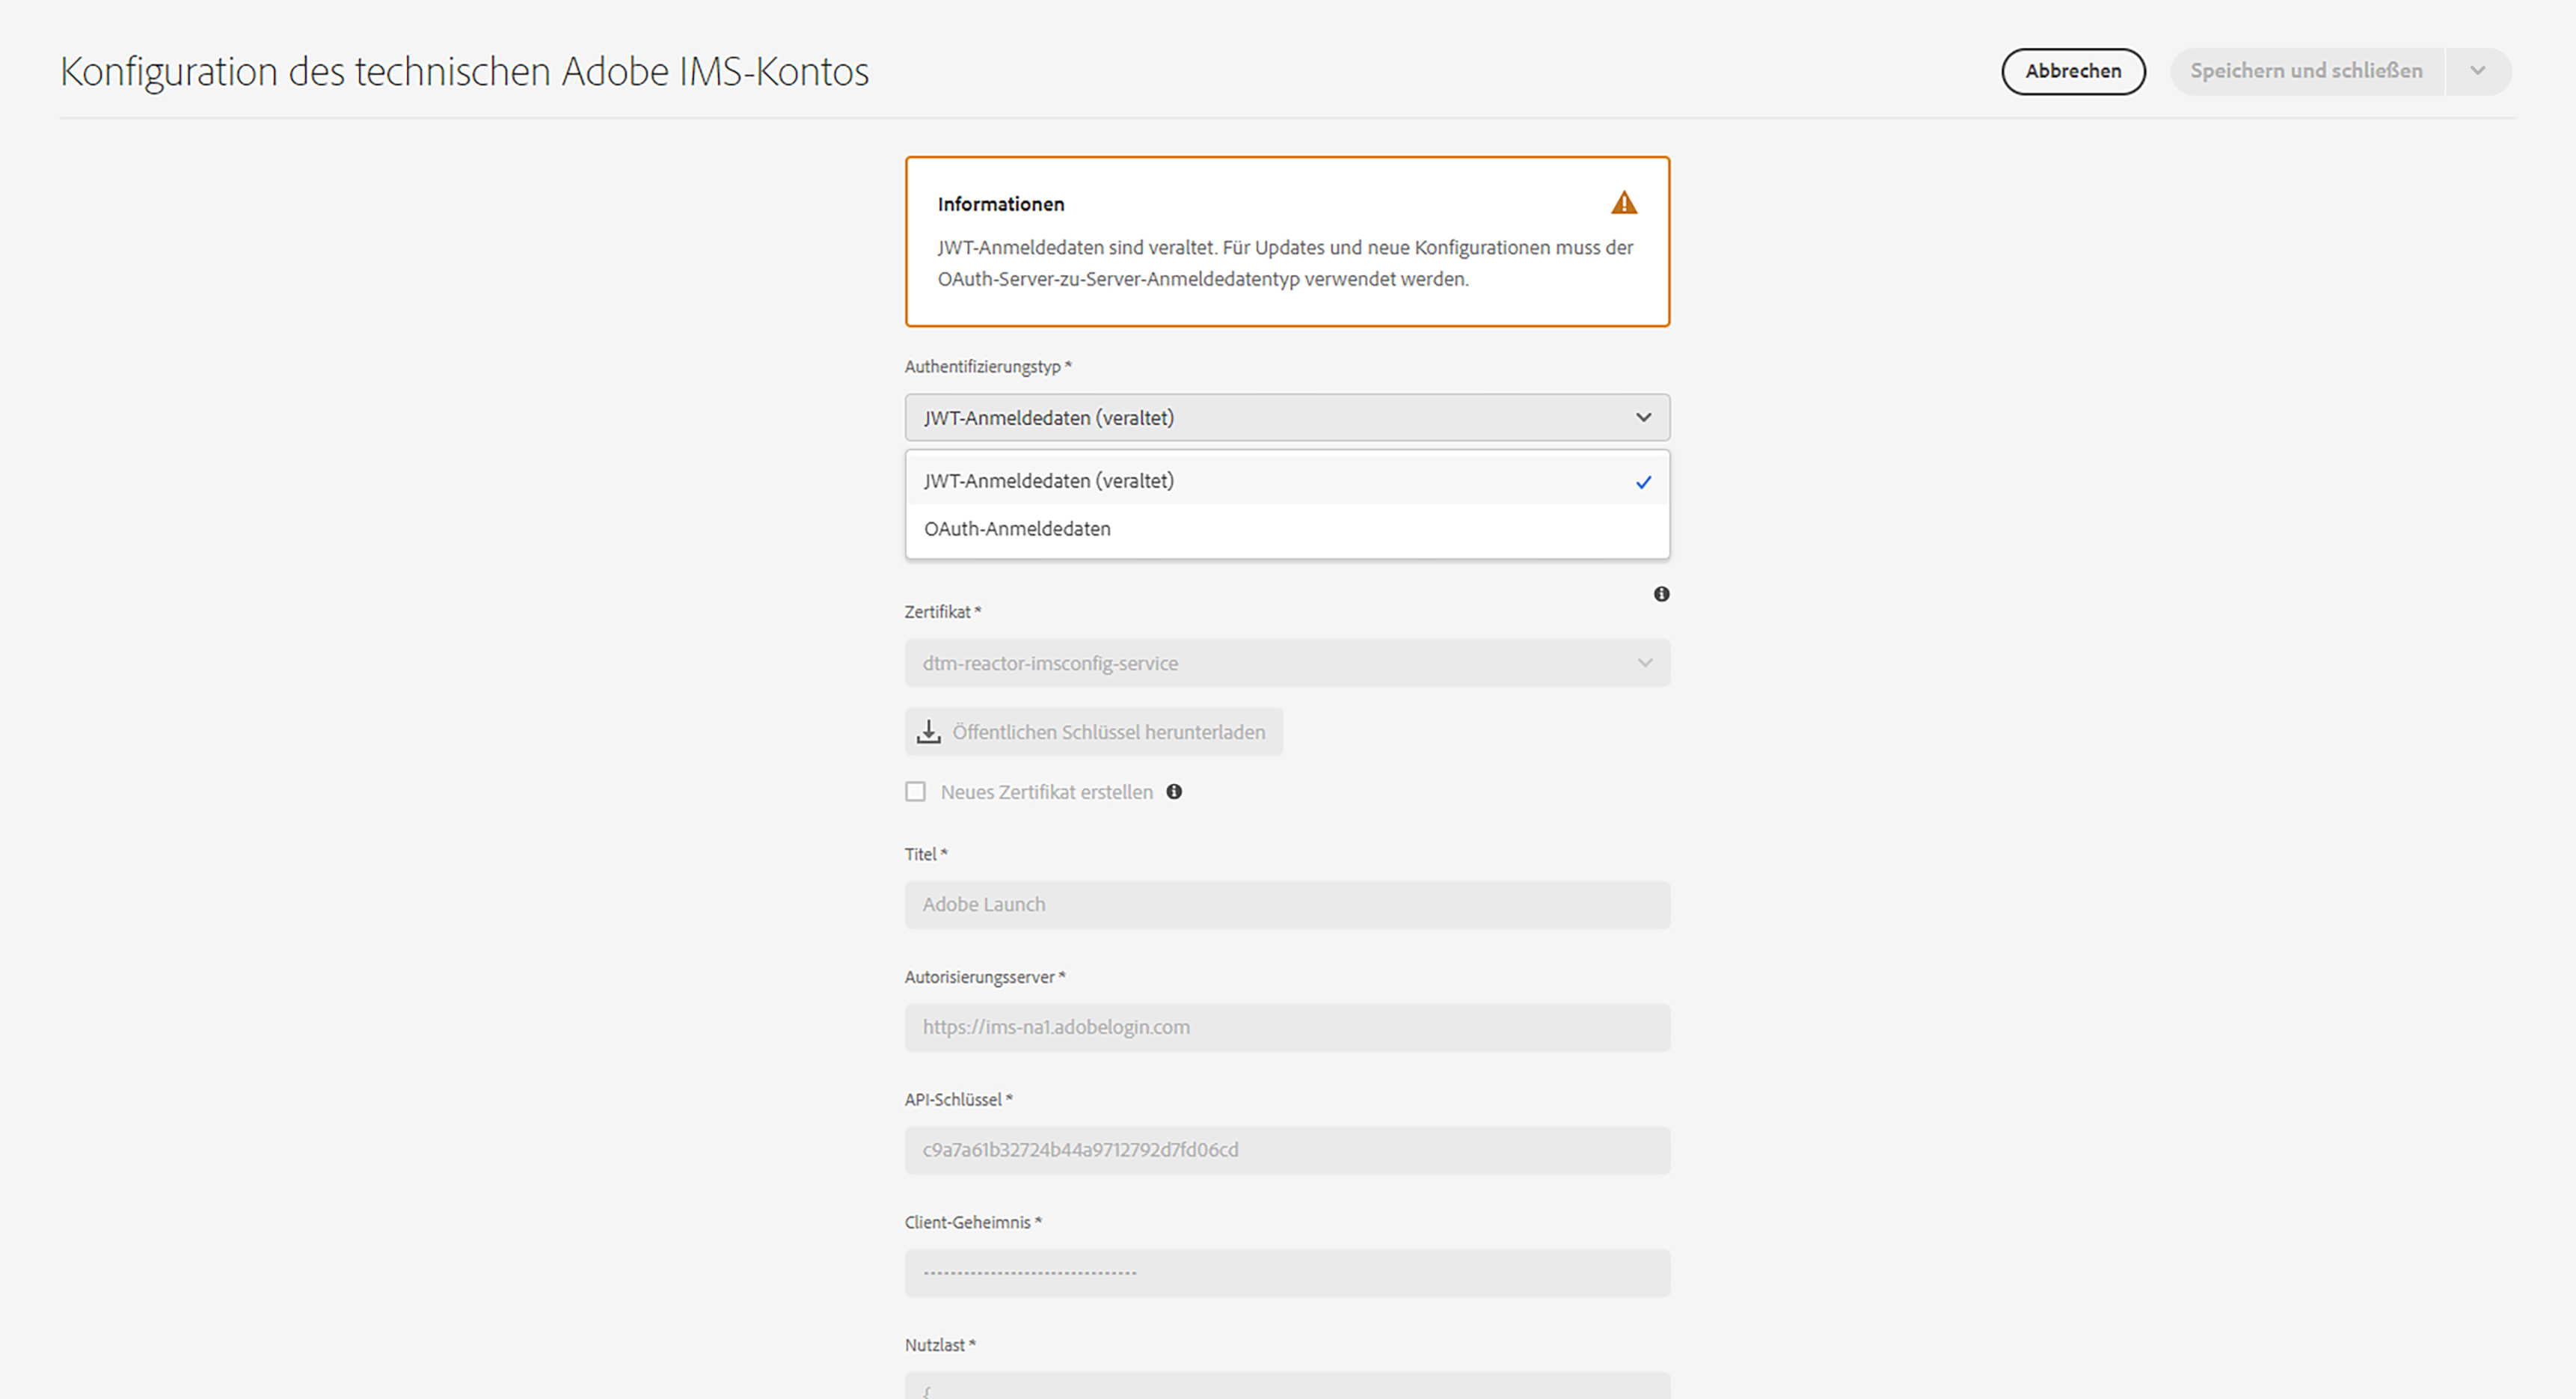 Konfiguration des technischen Adobe IMS-Kontos
Abbrechen
Speichern und schließen
Informationen
JWT-Anmeldedaten sind veraltet. Für Updates und neue Konfigurationen muss der
OAuth-Server-zu-Server-Anmeldedatentyp verwendet werden.
Authentifizierungstyp *
JWT-Anmeldedaten (veraltet)
JWT-Anmeldedaten (veraltet)
OAuth-Anmeldedaten
Zertifikat *
dtm-reactor-imsconfig-service
Öffentlichen Schlüssel herunterladen
Neues Zertifikat erstellen
Titel *
Adobe Launch
Autorisierungsserver *
https://ims-na1.adobelogin.com
API-Schlüssel *
c9a7a61b32724b44a9712792d7fd06cd
Client-Geheimnis *
--------------------------------
Nutzlast *
{